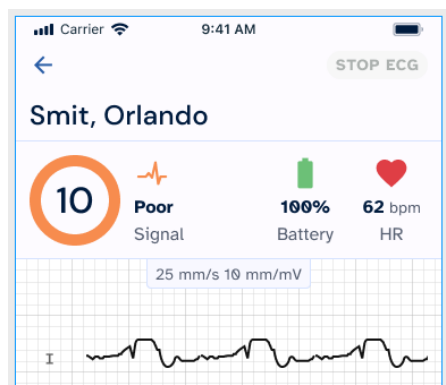 Carrier 9:41 AM
STOP ECG
Smit, Orlando
10
Poor 100% 62 bpm
Signal Battery HR
25 mm/s 10 mm/mV
I